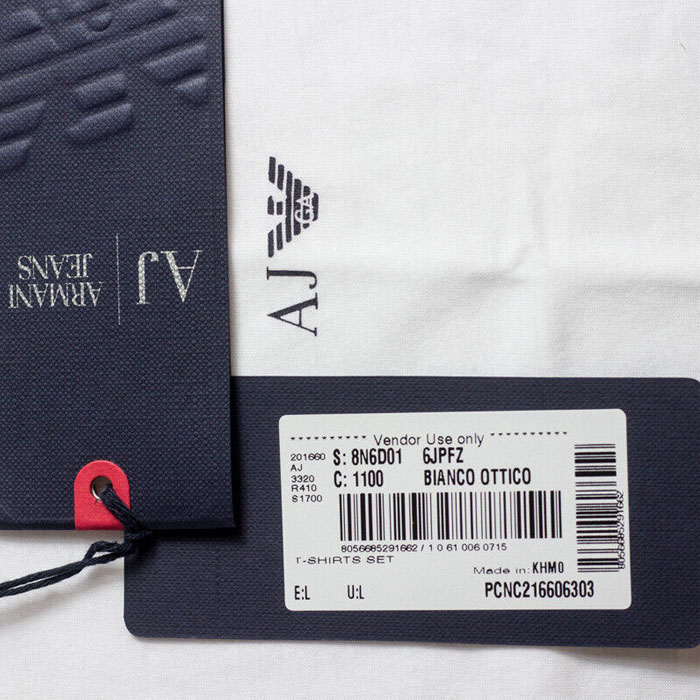 AJ | ARMANI
JEANS
GA
AJ
Vendor Use only
201660
AJ
3320
R410
S1700
S: 8N6D01 6JPFZ
C: 1100 BIANCO OTTICO
8056685291662 / 1 0 61 006 0715
8056685291662
T-SHIRTS SET
Made in: KHM0
E:L U:L PCNC216606303